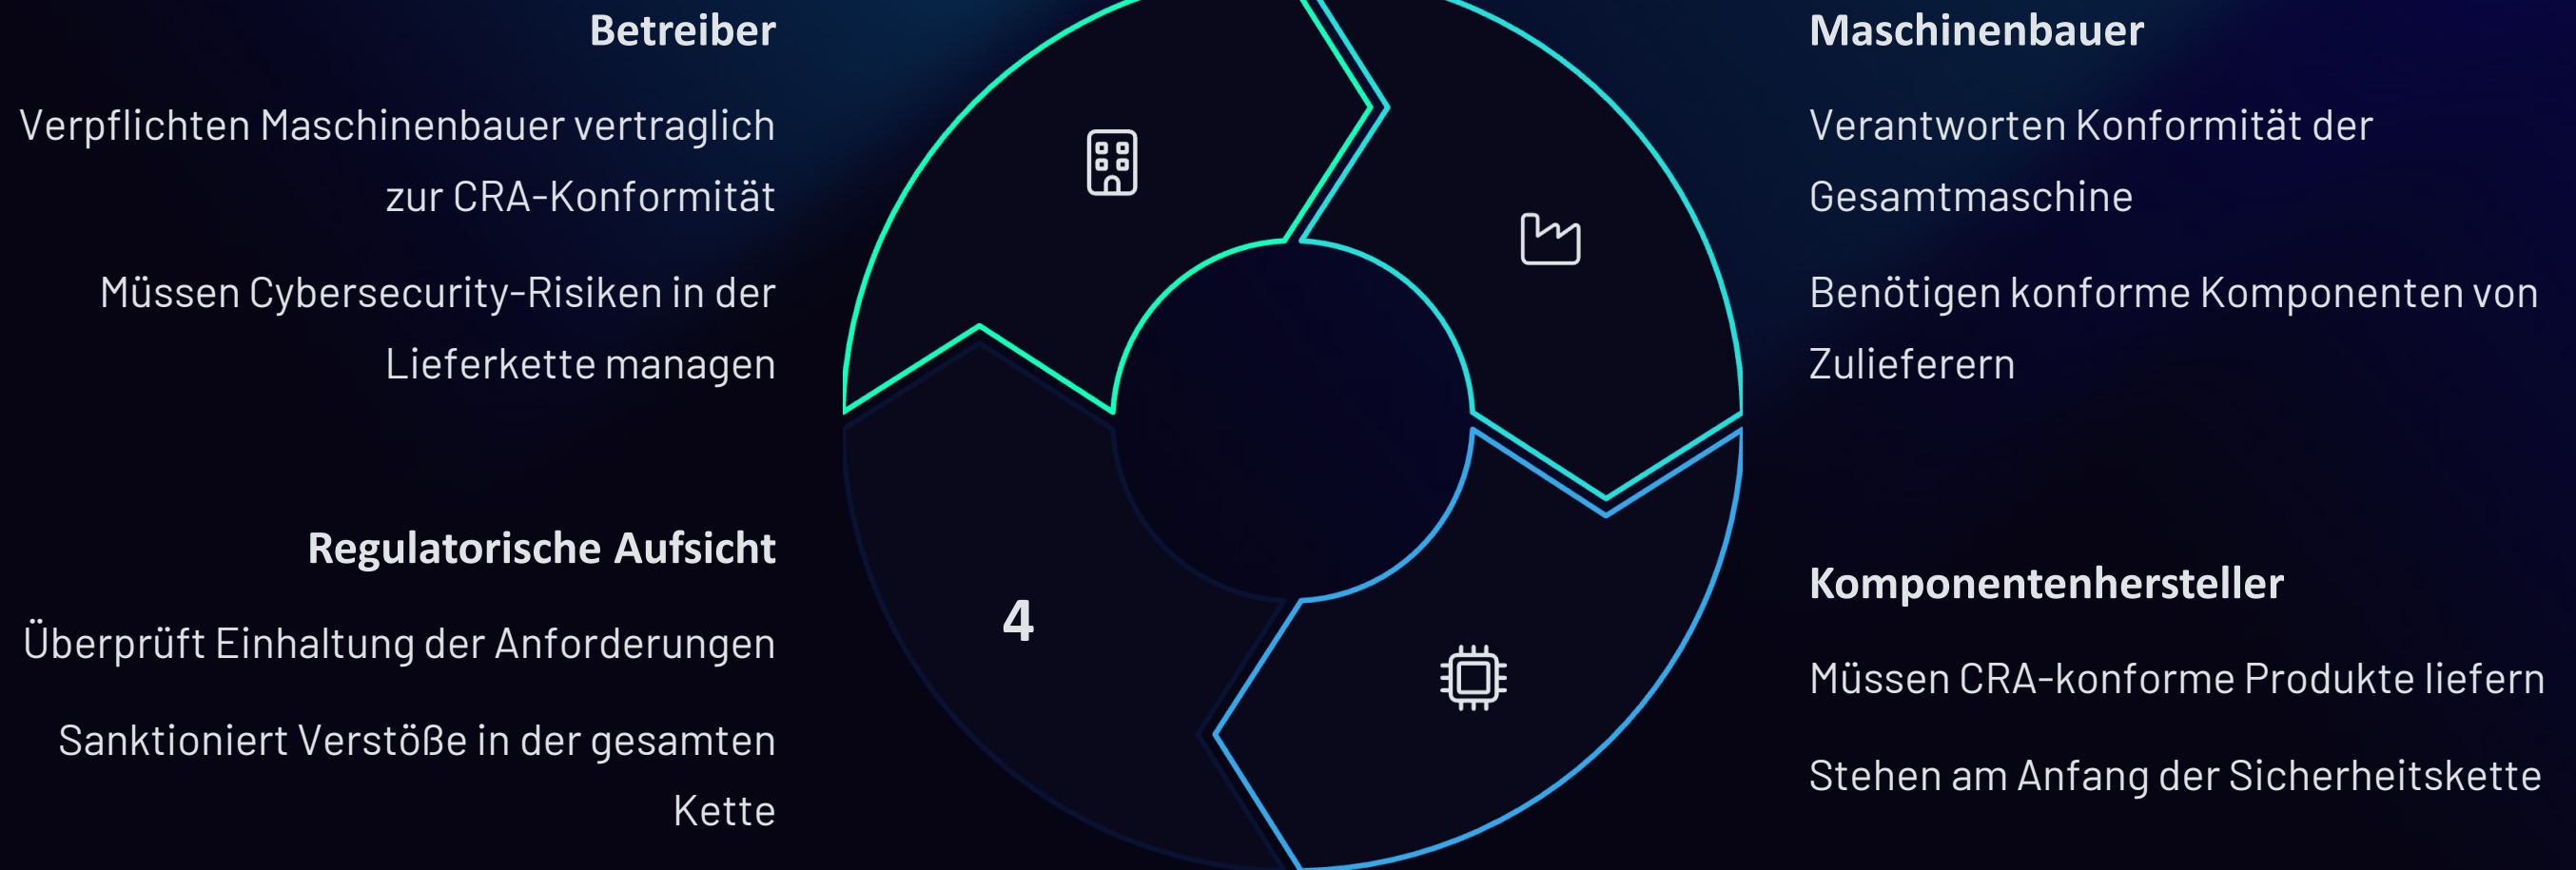 Betreiber
Verpflichten Maschinenbauer vertraglich
zur CRA-Konformität
Müssen Cybersecurity-Risiken in der
Lieferkette managen
Maschinenbauer
Verantworten Konformität der
Gesamtmaschine
Benötigen konforme Komponenten von
Zulieferern
Regulatorische Aufsicht
Überprüft Einhaltung der Anforderungen
Sanktioniert Verstöße in der gesamten
Kette
4
Komponentenhersteller
Müssen CRA-konforme Produkte liefern
Stehen am Anfang der Sicherheitskette